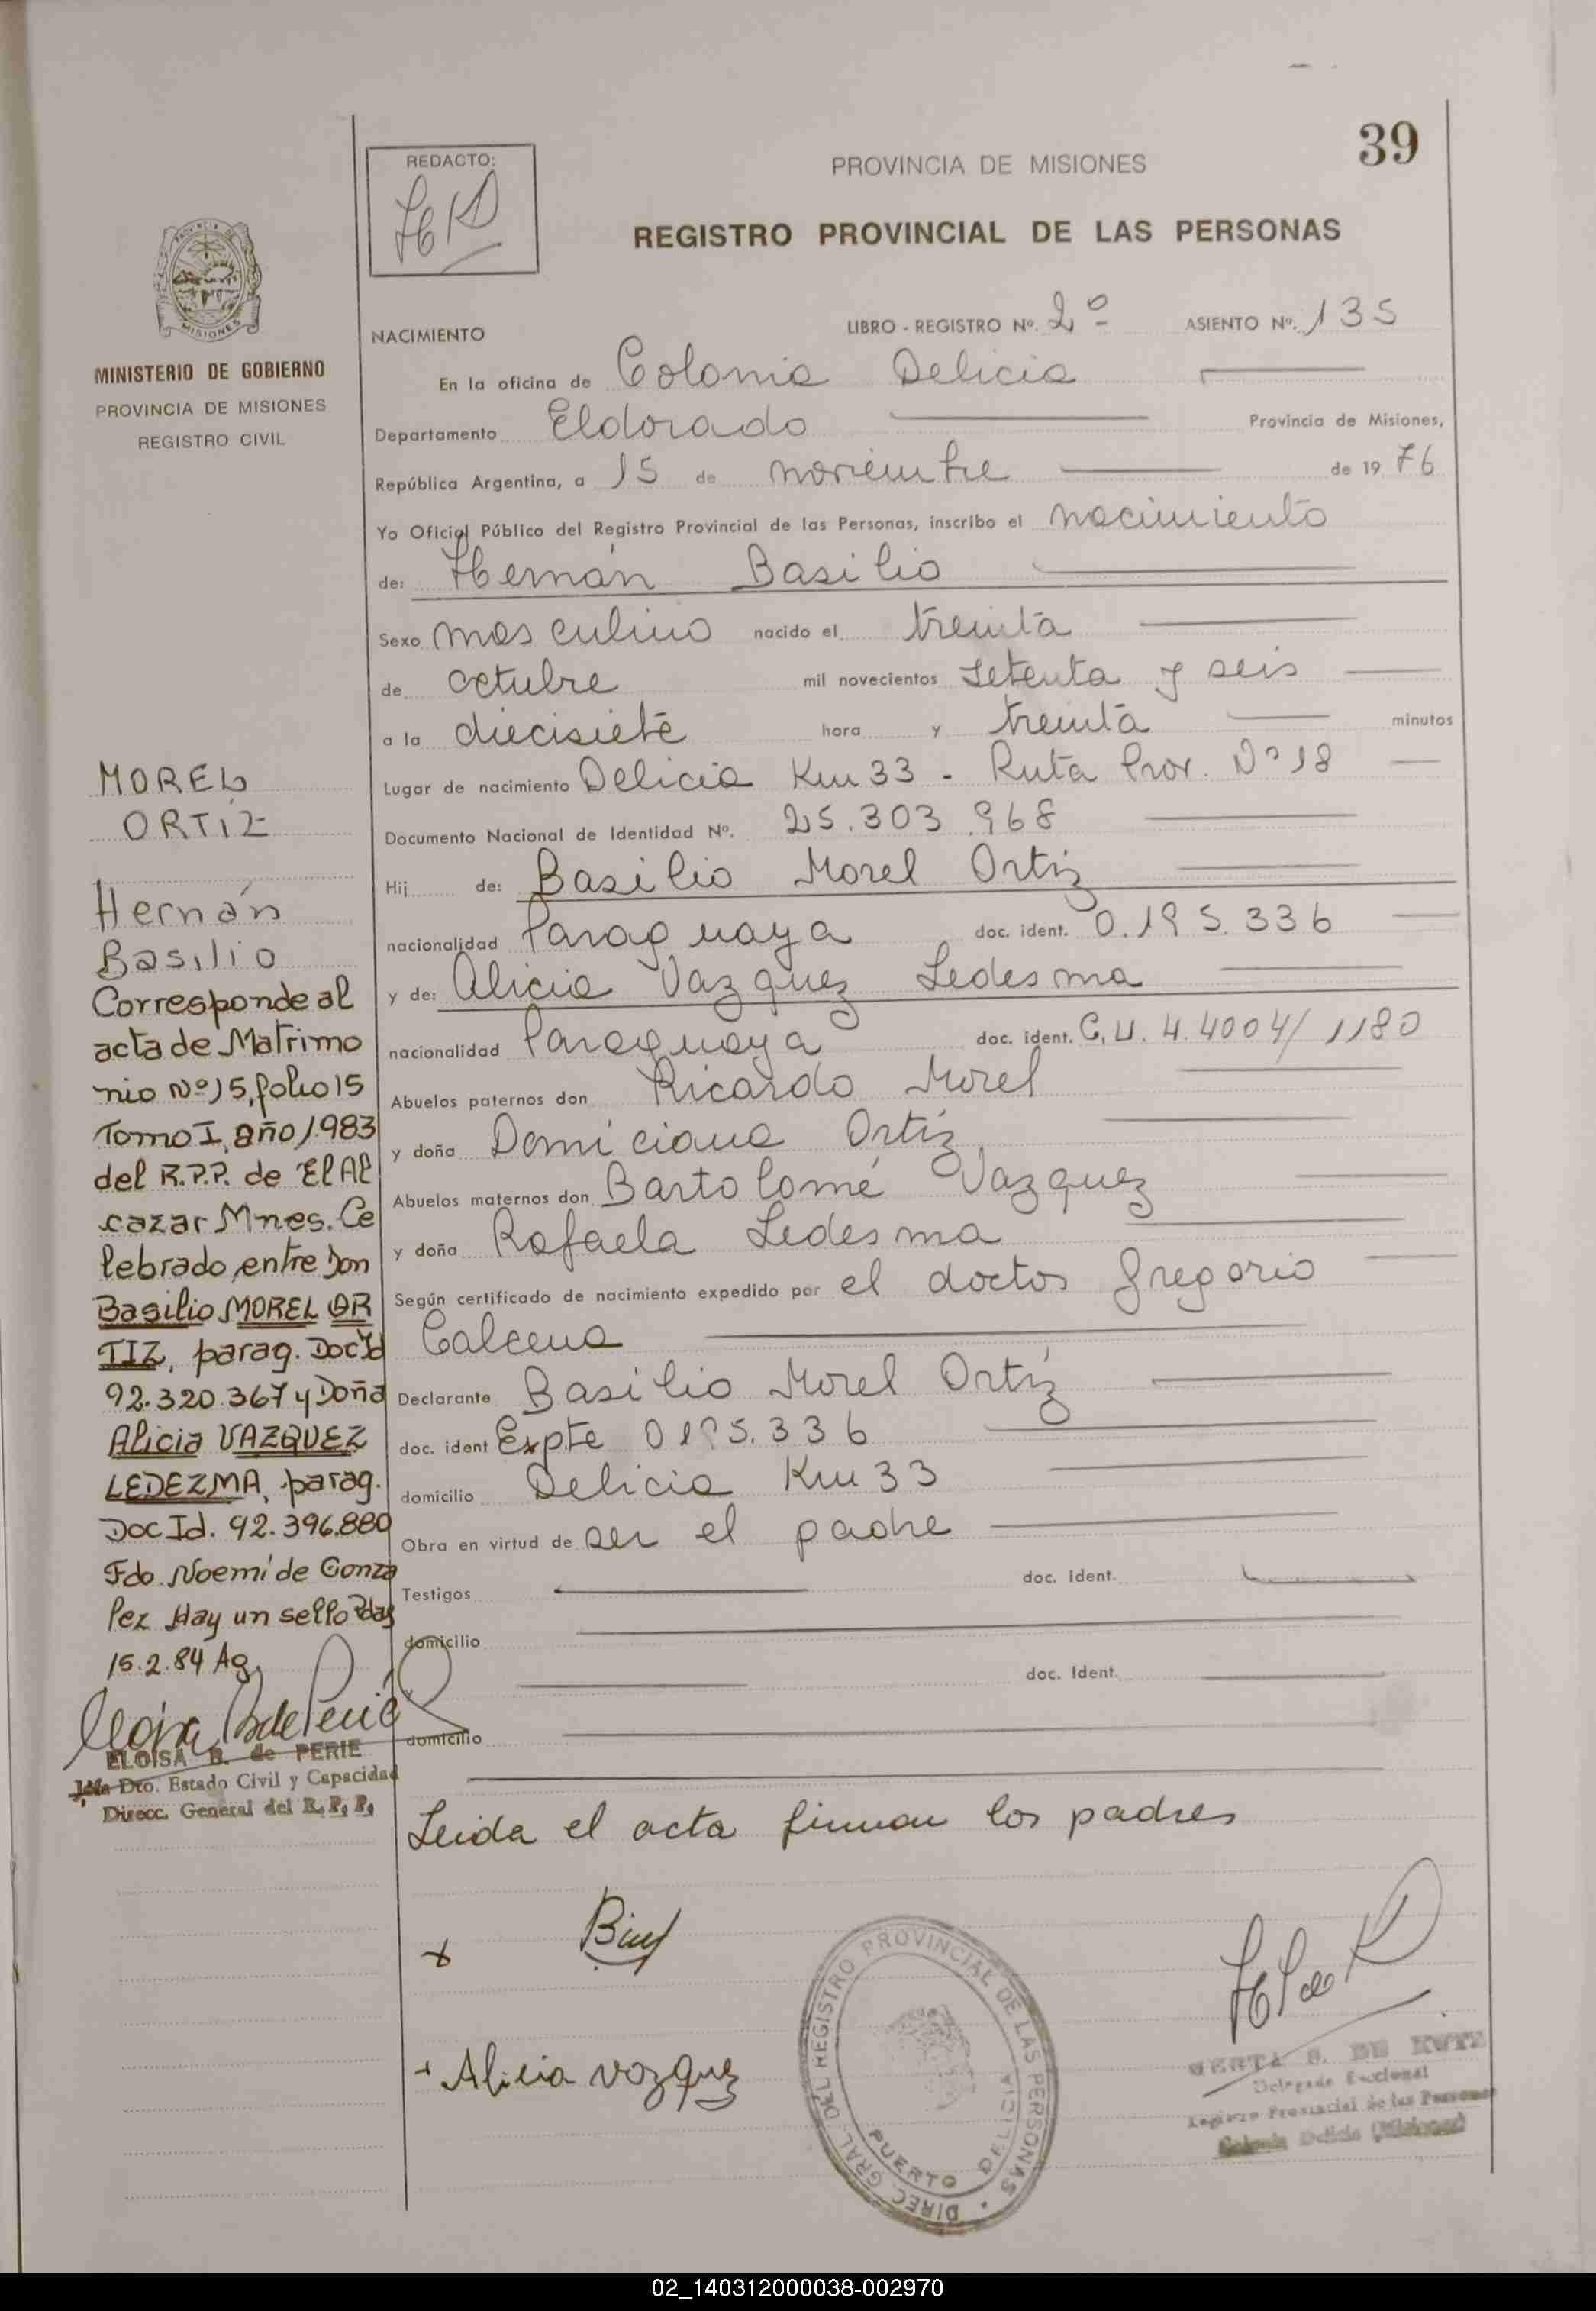 39
REDACTO:
PROVINCIA DE MISIONES
REGISTRO PROVINCIAL DE LAS PERSONAS
MISIONES
MINISTERIO DE GOBIERNO
PROVINCIA DE MISIONES
REGISTRO CIVIL
NACIMIENTO
LIBRO - REGISTRO Nº. 2º ASIENTO Nº. 135
En la oficina de Colonia Delicia
Departamento Eldorado Provincia de Misiones,
República Argentina, a 15 de noviembre de 1976
Yo Oficial Público del Registro Provincial de las Personas, inscribo el nacimiento
de: Hernán Basilio
Sexo masculino nacido el treinta
de octubre mil novecientos setenta y seis
a la diecisiete hora y treinta minutos
Lugar de nacimiento Delicia Km 33 - Ruta Prov. Nº 18
Documento Nacional de Identidad Nº. 25.303.968
Hij de: Basilio Morel Ortiz
nacionalidad Paraguaya doc. ident. 0.195.336
y de: Alicia Vazquez Ledesma
nacionalidad Paraguaya doc. ident. C.U. 4.4004/1180
Abuelos paternos don Ricardo Morel
y doña Domiciana Ortiz
Abuelos maternos don Bartolomé Vazquez
y doña Rafaela Ledesma
Según certificado de nacimiento expedido por el doctos Gregorio
Calcena
Declarante Basilio Morel Ortíz
doc. ident Expte 0195.336
domicilio Delicia Km 33
Obra en virtud de ser el padre
Testigos doc. ident.
domicilio
doc. ident.
domicilio
Leida el acta firman los padres
MOREL
ORTIZ
Hernán
Basilio
Corresponde al
acta de Matrimo
nio Nº 15, folio 15
Tomo I, año 1983
del R.P.P. de El Al
cazar Mnes. Ce
lebrado entre Don
Basilio MOREL OR
TIZ, parag. Doc Id
92.320.367 y Doña
Alicia VAZQUEZ
LEDEZMA, parag.
Doc Id. 92.396.880
Fdo. Noemí de Gonza
lez Hay un sello Pdas
15.2.84 Ag.
ELOISA B. de PERIE
Jefa Dto. Estado Civil y Capacidad
Direcc. General del R.P.P.
Alicia Vazquez
DIREC GRAL DEL REGISTRO PROVINCIAL DE LAS PERSONAS
PUERTO DELICIA
Delegada Seccional
Registro Provincial de las Personas
Colonia Delicia (Misiones)
02_140312000038-002970